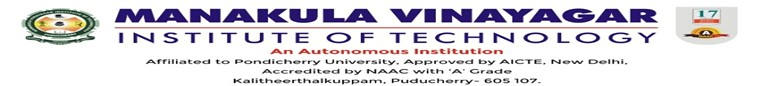 MANAKULA VINAYAGAR
INSTITUTE OF TECHNOLOGY
An Autonomous Institution
Affiliated to Pondicherry University, Approved by AICTE, New Delhi,
Accredited by NAAC with 'A' Grade
Kalitheerthalkuppam, Puducherry- 605 107.
17
A